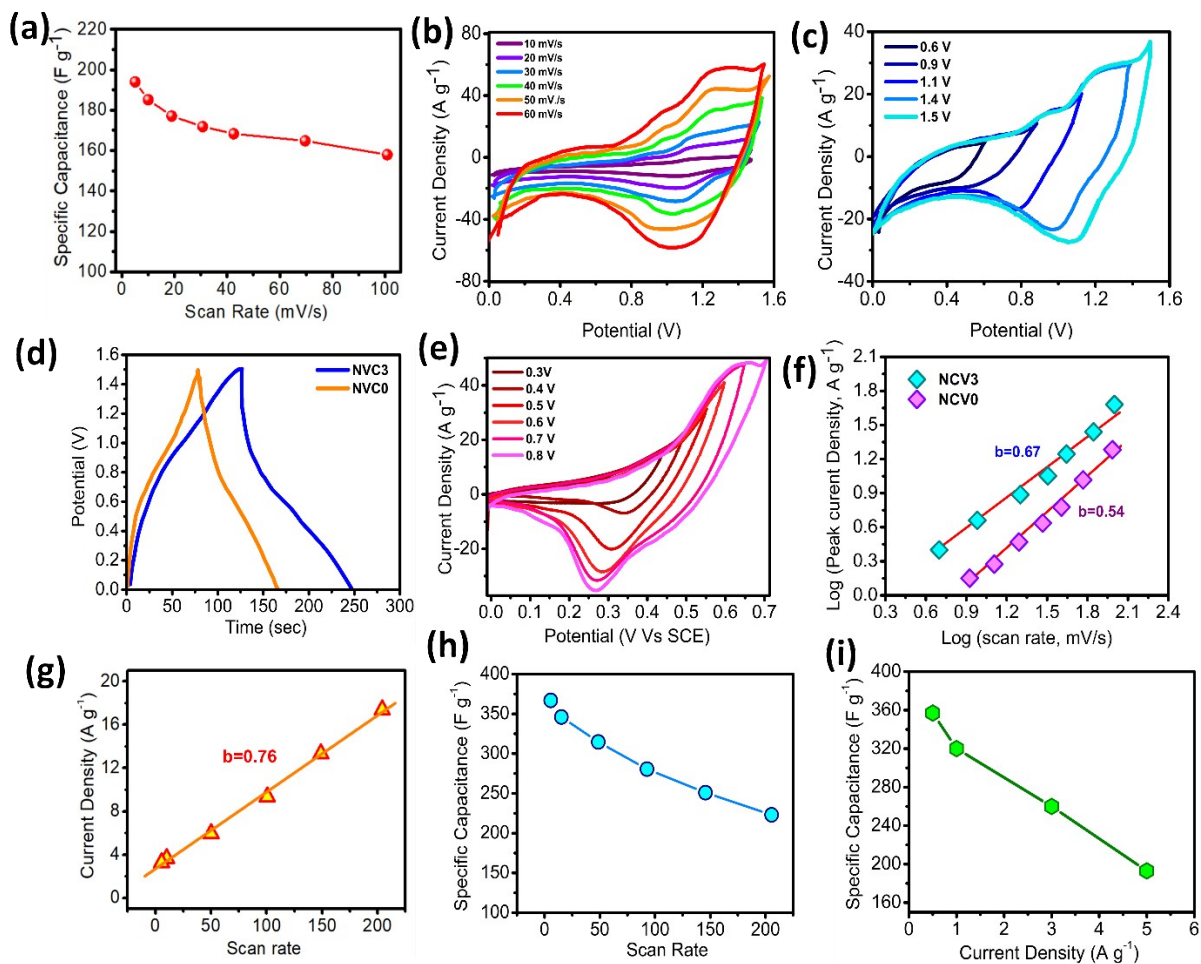 (a)
Specific Capacitance (F g⁻¹)
220
200
180
160
140
120
100
0 20 40 60 80 100
Scan Rate (mV/s)
(b)
Current Density (A g⁻¹)
80
40
0
-40
-80
10 mV/s
20 mV/s
30 mV/s
40 mV/s
50 mV./s
60 mV/s
0.0 0.4 0.8 1.2 1.6
Potential (V)
(c)
Current Density (A g⁻¹)
40
20
0
-20
-40
0.6 V
0.9 V
1.1 V
1.4 V
1.5 V
0.0 0.4 0.8 1.2 1.6
Potential (V)
(d)
Potential (V)
1.6
1.4
1.2
1.0
0.8
0.6
0.4
0.2
0.0
NVC3
NVC0
0 50 100 150 200 250 300
Time (sec)
(e)
Current Density (A g⁻¹)
40
20
0
-20
0.3V
0.4 V
0.5 V
0.6 V
0.7 V
0.8 V
0.0 0.1 0.2 0.3 0.4 0.5 0.6 0.7
Potential (V Vs SCE)
(f)
Log (Peak curent Density, A g⁻¹)
2.1
1.8
1.5
1.2
0.9
0.6
0.3
0.0
NCV3
NCV0
b=0.67
b=0.54
0.3 0.6 0.9 1.2 1.5 1.8 2.1 2.4
Log (scan rate, mV/s)
(g)
Current Density (A g⁻¹)
20
16
12
8
4
0
b=0.76
0 50 100 150 200
Scan rate
(h)
Specific Capacitance (F g⁻¹)
400
350
300
250
200
150
100
0 50 100 150 200
Scan Rate
(i)
Specific Capacitance (F g⁻¹)
400
360
320
280
240
200
160
0 1 2 3 4 5 6
Current Density (A g⁻¹)